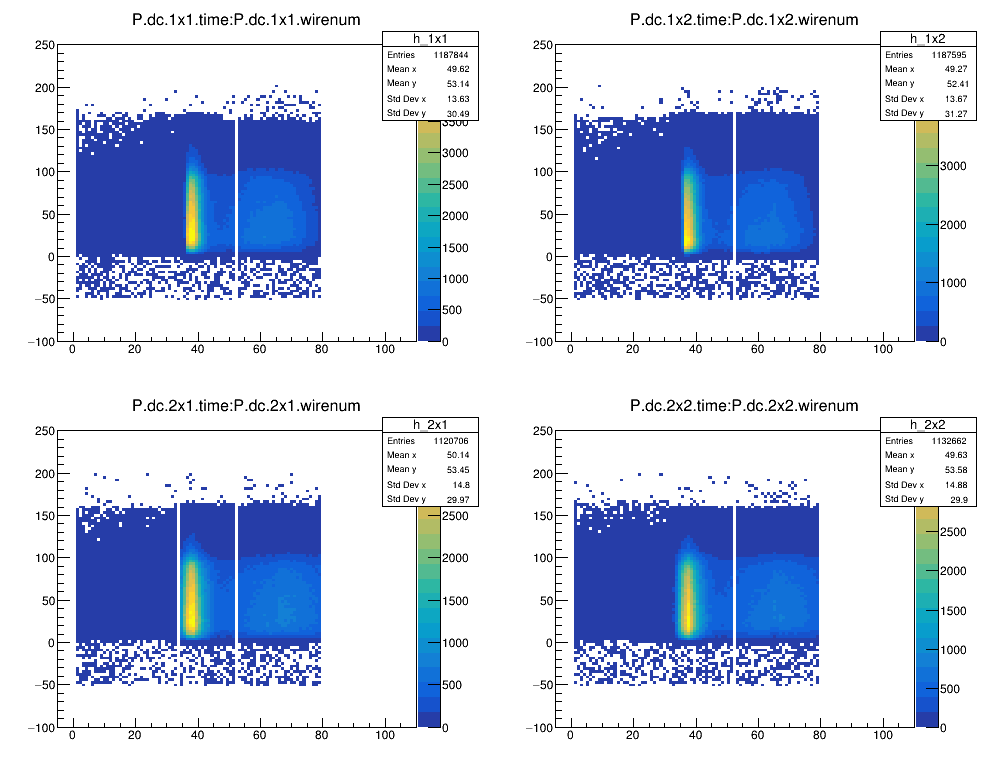 P.dc.1x1.time:P.dc.1x1.wirenum
h_1x1
Entries 1187844
Mean x 49.62
Mean y 53.14
Std Dev x 13.63
Std Dev y 30.49
250
200
150
100
50
0
−50
−100
0 20 40 60 80 100
3500
3000
2500
2000
1500
1000
500
0
P.dc.1x2.time:P.dc.1x2.wirenum
h_1x2
Entries 1187595
Mean x 49.27
Mean y 52.41
Std Dev x 13.67
Std Dev y 31.27
250
200
150
100
50
0
−50
−100
0 20 40 60 80 100
3000
2000
1000
0
P.dc.2x1.time:P.dc.2x1.wirenum
h_2x1
Entries 1120706
Mean x 50.14
Mean y 53.45
Std Dev x 14.8
Std Dev y 29.97
250
200
150
100
50
0
−50
−100
0 20 40 60 80 100
2500
2000
1500
1000
500
0
P.dc.2x2.time:P.dc.2x2.wirenum
h_2x2
Entries 1132662
Mean x 49.63
Mean y 53.58
Std Dev x 14.88
Std Dev y 29.9
250
200
150
100
50
0
−50
−100
0 20 40 60 80 100
2500
2000
1500
1000
500
0